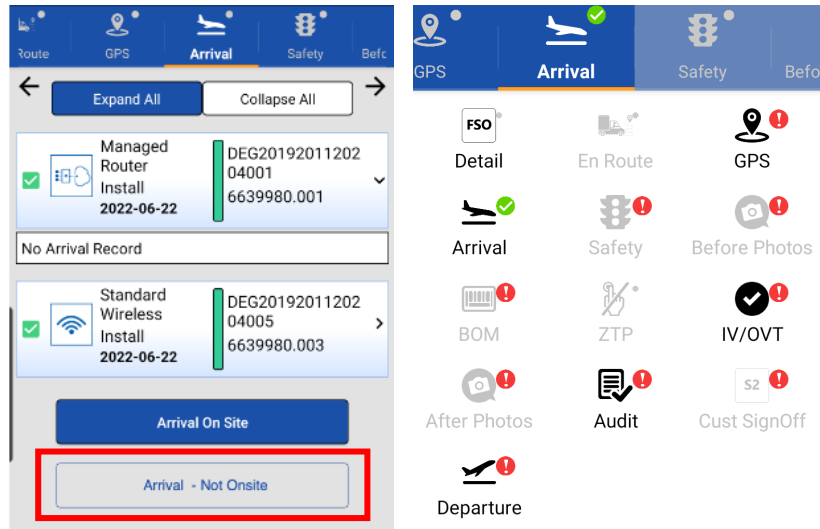 Route GPS Arrival Safety Befc
Expand All Collapse All
Managed
Router
Install
2022-06-22
DEG20192011202
04001
6639980.001
No Arrival Record
Standard
Wireless
Install
2022-06-22
DEG20192011202
04005
6639980.003
Arrival On Site
Arrival - Not Onsite
GPS Arrival Safety Befo
FSO
Detail En Route GPS
Arrival Safety Before Photos
BOM ZTP IV/OVT
S2
After Photos Audit Cust SignOff
Departure